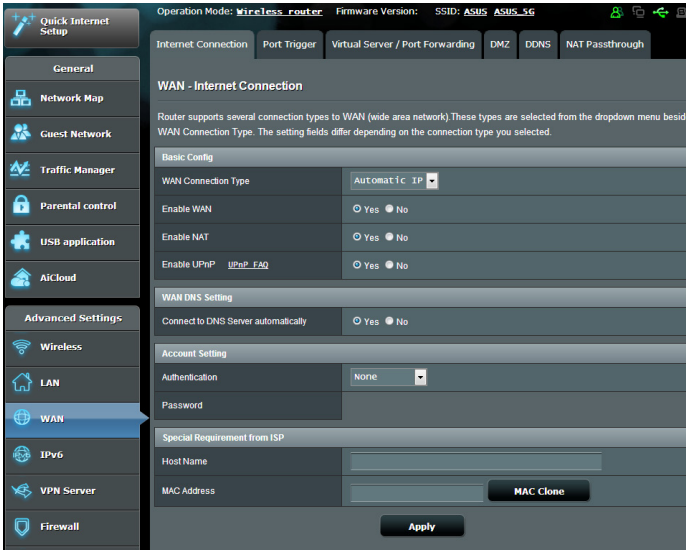 Quick Internet
Setup
Operation Mode: Wireless router Firmware Version: SSID: ASUS ASUS_5G
Internet Connection Port Trigger Virtual Server / Port Forwarding DMZ DDNS NAT Passthrough
General
Network Map
Guest Network
Traffic Manager
Parental control
USB application
AiCloud
Advanced Settings
Wireless
LAN
WAN
IPv6
VPN Server
Firewall
WAN - Internet Connection
Router supports several connection types to WAN (wide area network).These types are selected from the dropdown menu besid
WAN Connection Type. The setting fields differ depending on the connection type you selected.
Basic Config
WAN Connection Type Automatic IP
Enable WAN Yes No
Enable NAT Yes No
Enable UPnP UPnP FAQ Yes No
WAN DNS Setting
Connect to DNS Server automatically Yes No
Account Setting
Authentication None
Password
Special Requirement from ISP
Host Name
MAC Address MAC Clone
Apply